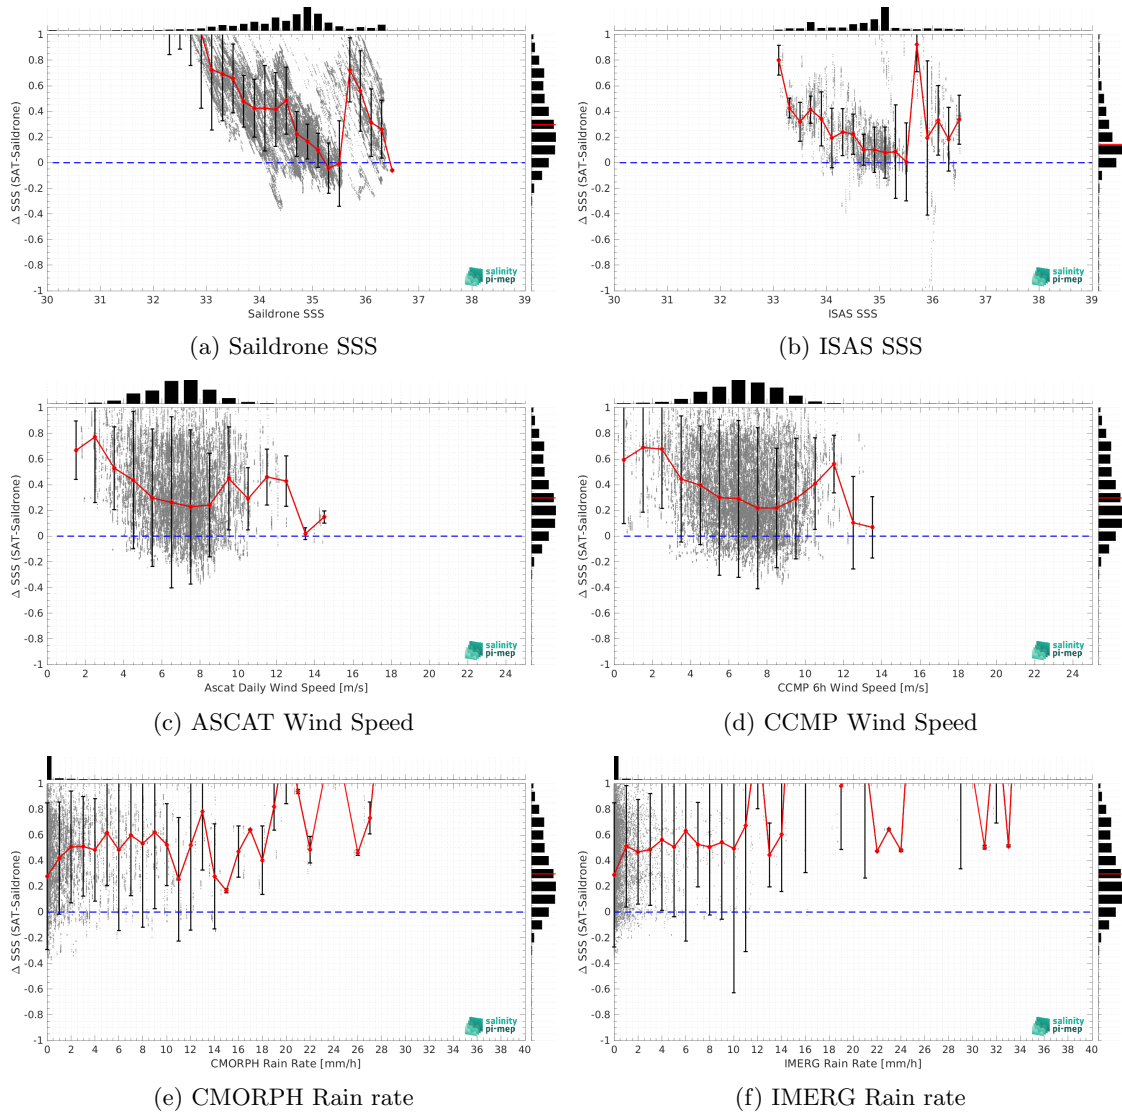 1
0.8
0.6
0.4
0.2
0
-0.2
-0.4
-0.6
-0.8
-1
Δ SSS (SAT-Saildrone)
30 31 32 33 34 35 36 37 38 39
Saildrone SSS
salinity
pi-mep
(a) Saildrone SSS
1
0.8
0.6
0.4
0.2
0
-0.2
-0.4
-0.6
-0.8
-1
Δ SSS (SAT-Saildrone)
30 31 32 33 34 35 36 37 38 39
ISAS SSS
salinity
pi-mep
(b) ISAS SSS
1
0.8
0.6
0.4
0.2
0
-0.2
-0.4
-0.6
-0.8
-1
Δ SSS (SAT-Saildrone)
0 2 4 6 8 10 12 14 16 18 20 22 24
Ascat Daily Wind Speed [m/s]
salinity
pi-mep
(c) ASCAT Wind Speed
1
0.8
0.6
0.4
0.2
0
-0.2
-0.4
-0.6
-0.8
-1
Δ SSS (SAT-Saildrone)
0 2 4 6 8 10 12 14 16 18 20 22 24
CCMP 6h Wind Speed [m/s]
salinity
pi-mep
(d) CCMP Wind Speed
1
0.8
0.6
0.4
0.2
0
-0.2
-0.4
-0.6
-0.8
-1
Δ SSS (SAT-Saildrone)
0 2 4 6 8 10 12 14 16 18 20 22 24 26 28 30 32 34 36 38 40
CMORPH Rain Rate [mm/h]
salinity
pi-mep
(e) CMORPH Rain rate
1
0.8
0.6
0.4
0.2
0
-0.2
-0.4
-0.6
-0.8
-1
Δ SSS (SAT-Saildrone)
0 2 4 6 8 10 12 14 16 18 20 22 24 26 28 30 32 34 36 38 40
IMERG Rain Rate [mm/h]
salinity
pi-mep
(f) IMERG Rain rate